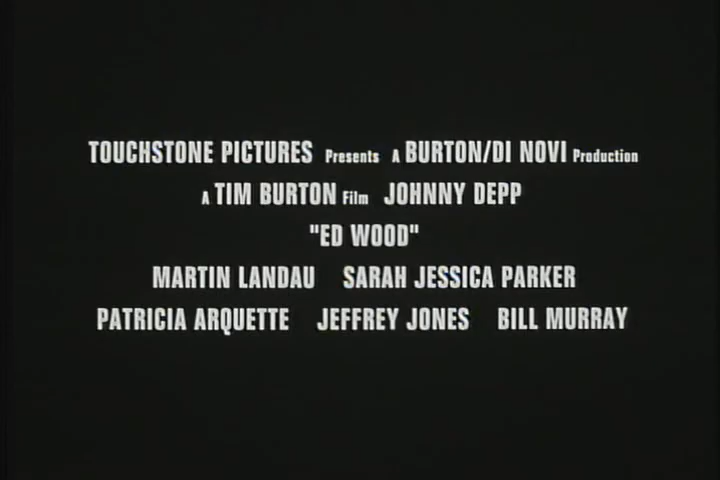 TOUCHSTONE PICTURES Presents A BURTON/DI NOVI Production
A TIM BURTON Film JOHNNY DEPP
"ED WOOD"
MARTIN LANDAU SARAH JESSICA PARKER
PATRICIA ARQUETTE JEFFREY JONES BILL MURRAY